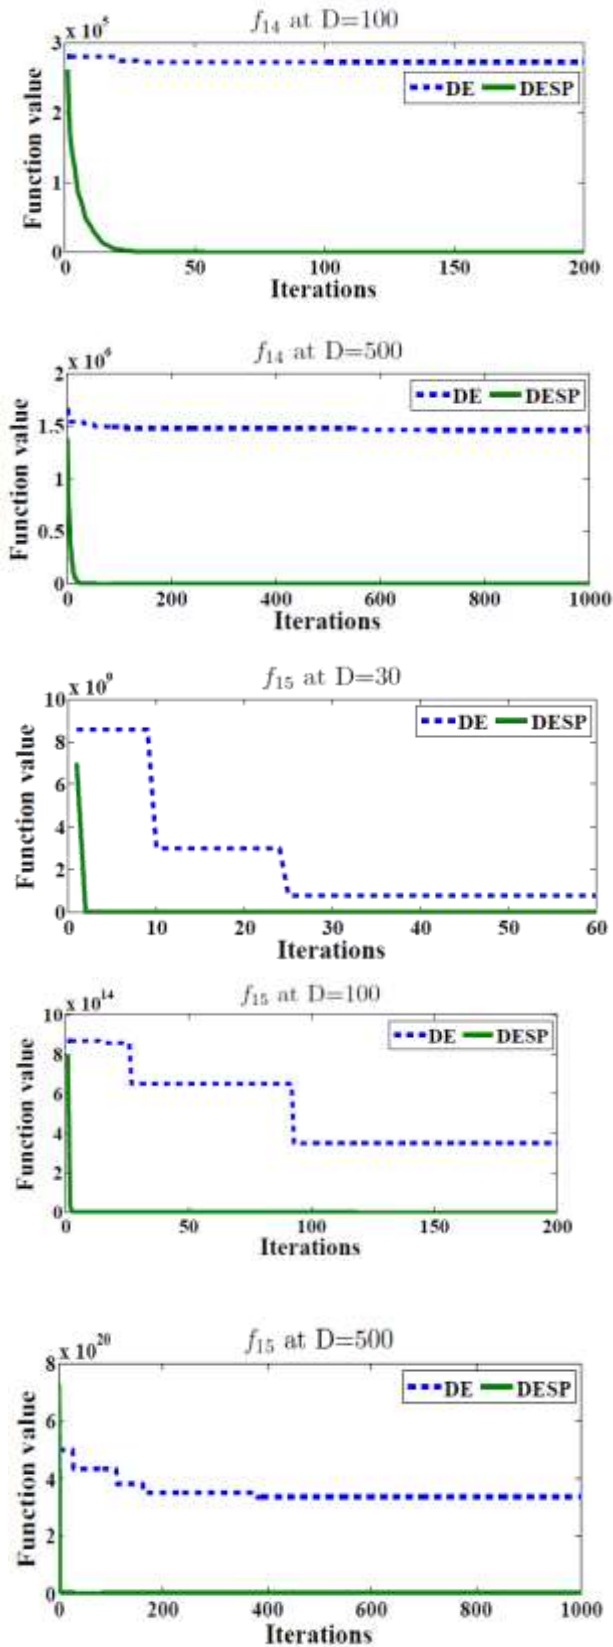 f14 at D=100
x 10^5
3
2
1
0
Function value
DE DESP
0 50 100 150 200
Iterations
f14 at D=500
x 10^6
2
1.5
1
0.5
0
Function value
DE DESP
0 200 400 600 800 1000
Iterations
f15 at D=30
x 10^9
10
8
6
4
2
0
Function value
DE DESP
0 10 20 30 40 50 60
Iterations
f15 at D=100
x 10^14
10
8
6
4
2
0
Function value
DE DESP
0 50 100 150 200
Iterations
f15 at D=500
x 10^20
8
6
4
2
0
Function value
DE DESP
0 200 400 600 800 1000
Iterations